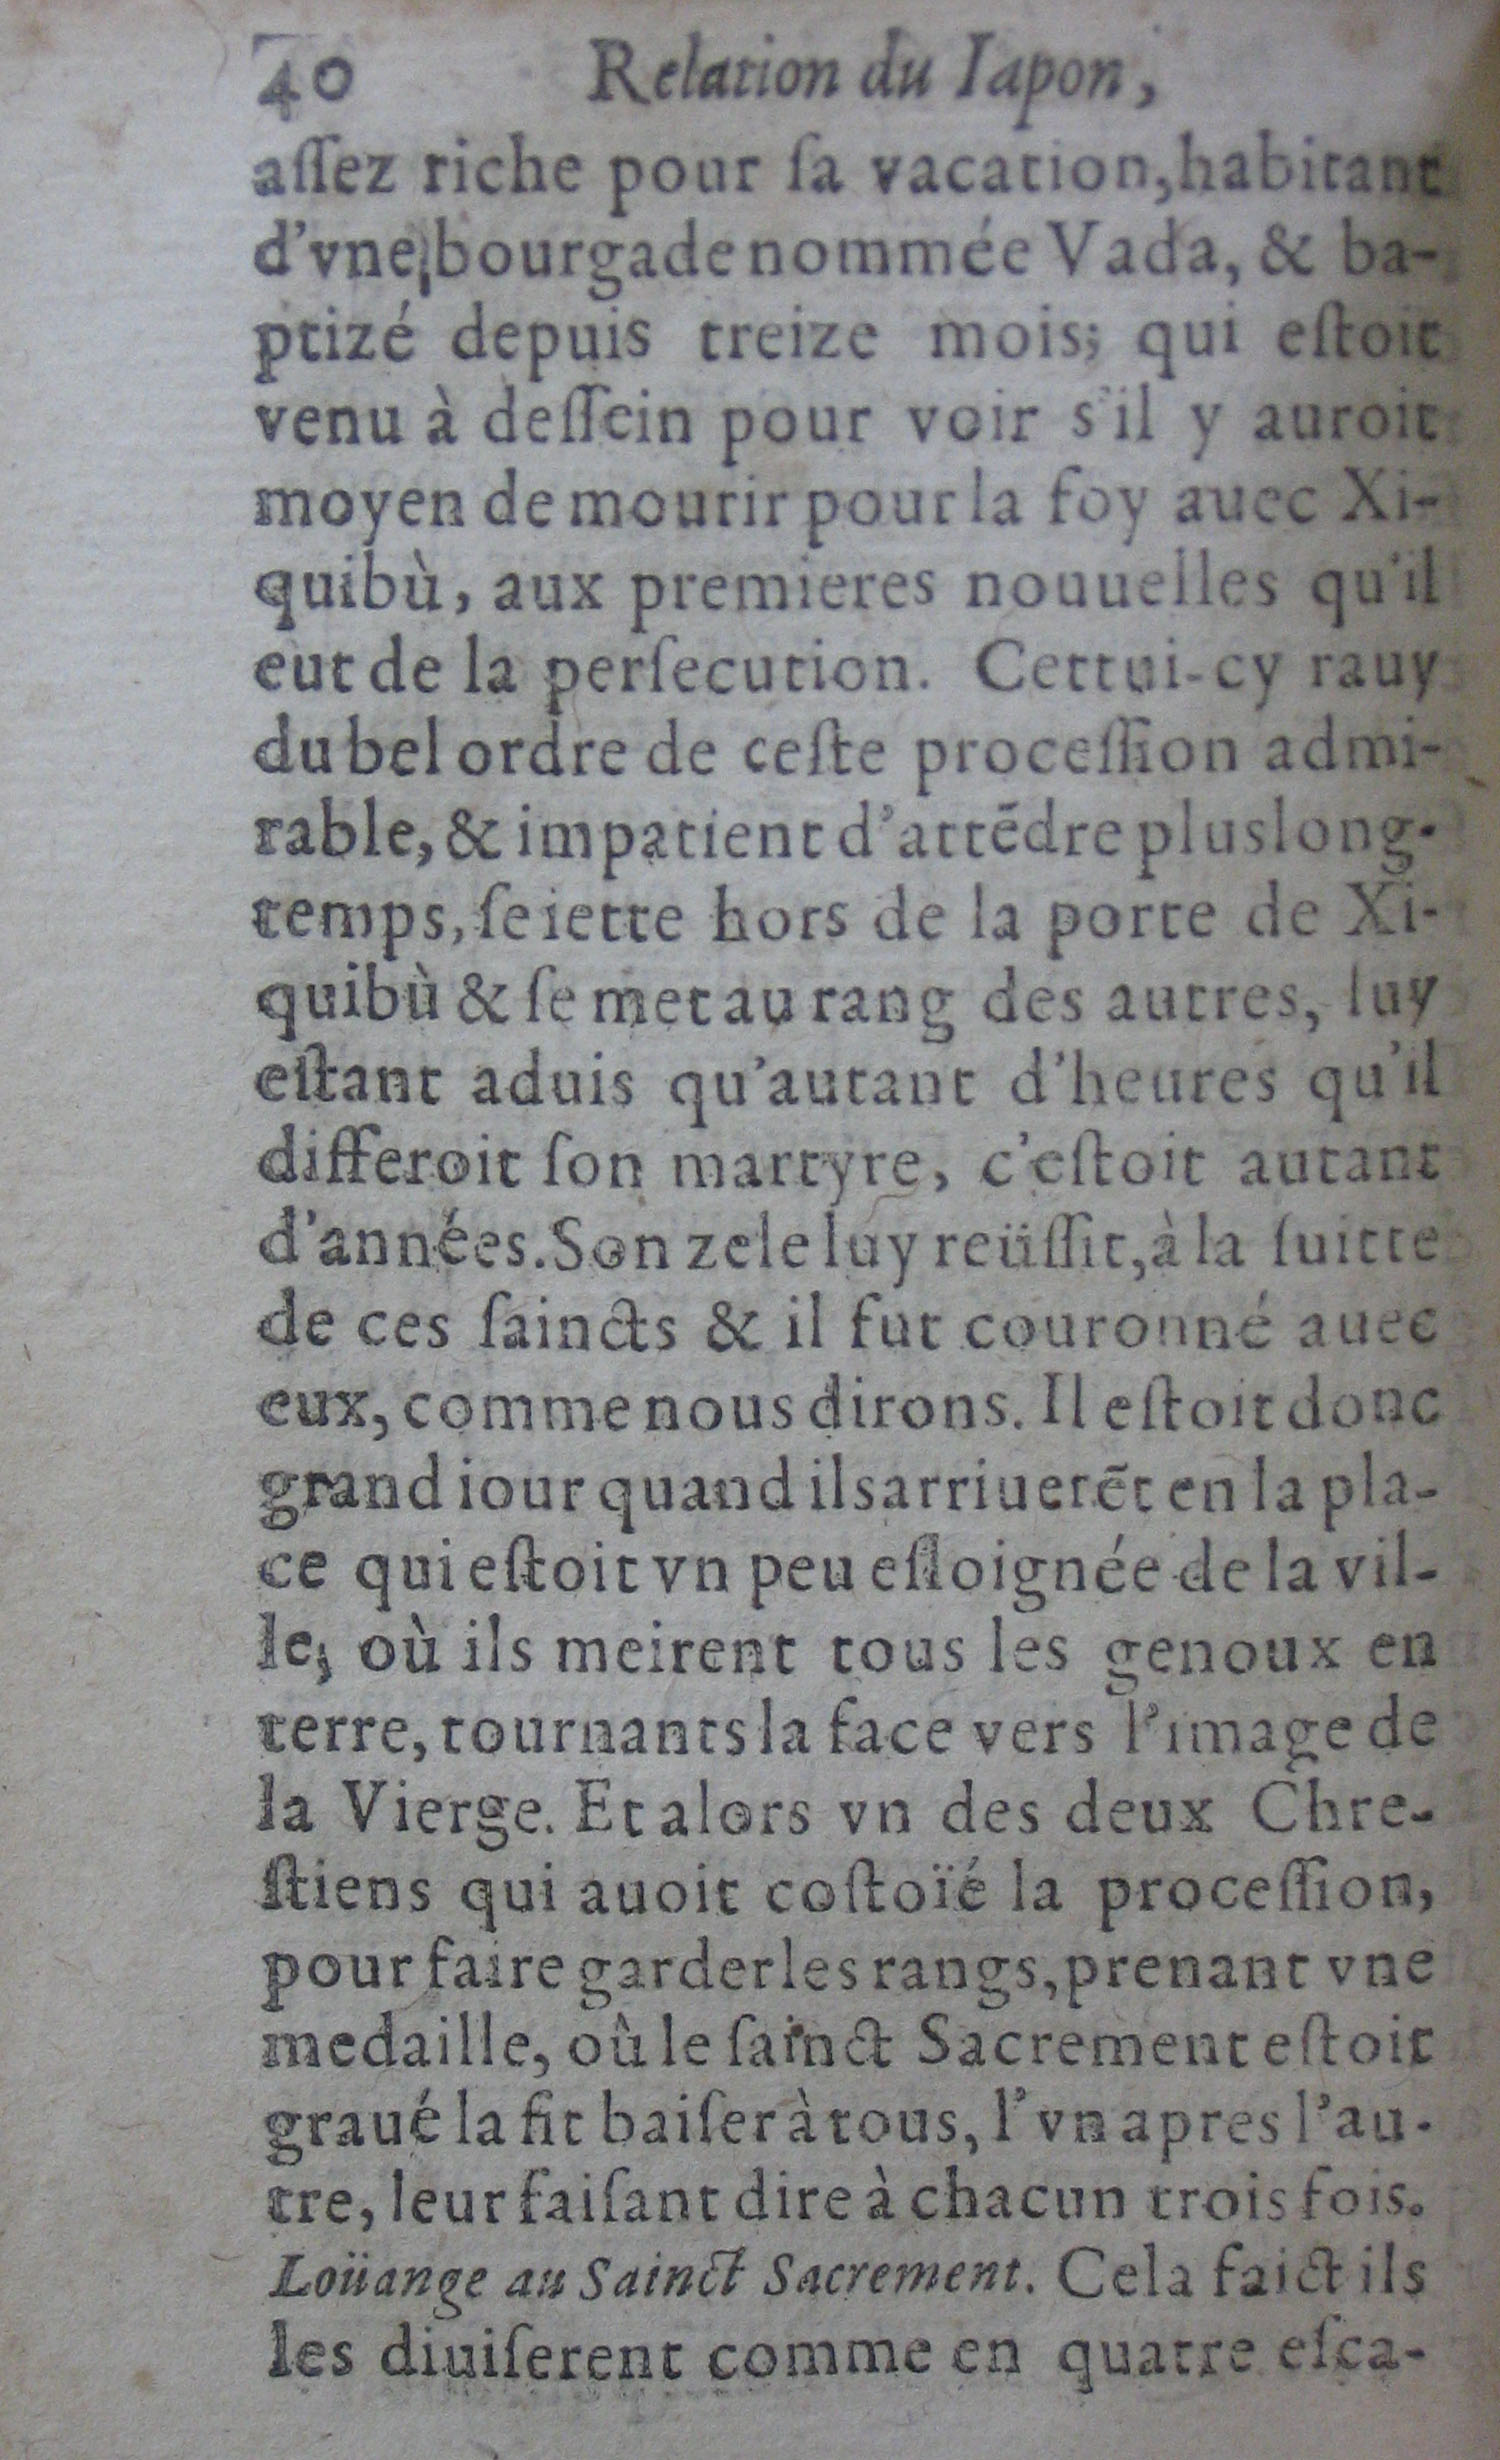 40 Relation du Iapon,
aſſez riche pour ſa vacation, habitant
d'vne bourgade nommée Vada, & ba-
ptizé depuis treize mois; qui eſtoit
venu à deſſein pour voir s'il y auroit
moyen de mourir pour la foy auec Xi-
quibù, aux premieres nouuelles qu'il
eut de la perſecution. Cettui-cy rauy
du bel ordre de ceſte proceſſion admi-
rable, & impatient d'attēdre plus long-
temps, ſe iette hors de la porte de Xi-
quibù & ſe met au rang des autres, luy
eſtant aduis qu'autant d'heures qu'il
differoit ſon martyre, c'eſtoit autant
d'années. Son zele luy reüſſit, à la ſuitte
de ces ſaincts & il fut couronné auec
eux, comme nous dirons. Il eſtoit donc
grand iour quand ils arriuerēt en la pla-
ce qui eſtoit vn peu eſloignée de la vil-
le; où ils meirent tous les genoux en
terre, tournants la face vers l'image de
la Vierge. Et alors vn des deux Chre-
ſtiens qui auoit coſtoïé la proceſſion,
pour faire garder les rangs, prenant vne
medaille, où le ſainct Sacrement eſtoit
graué la fit baiſer à tous, l'vn apres l'au-
tre, leur faiſant dire à chacun trois fois.
Loüange au Sainct Sacrement. Cela faict ils
les diuiſerent comme en quatre eſca-